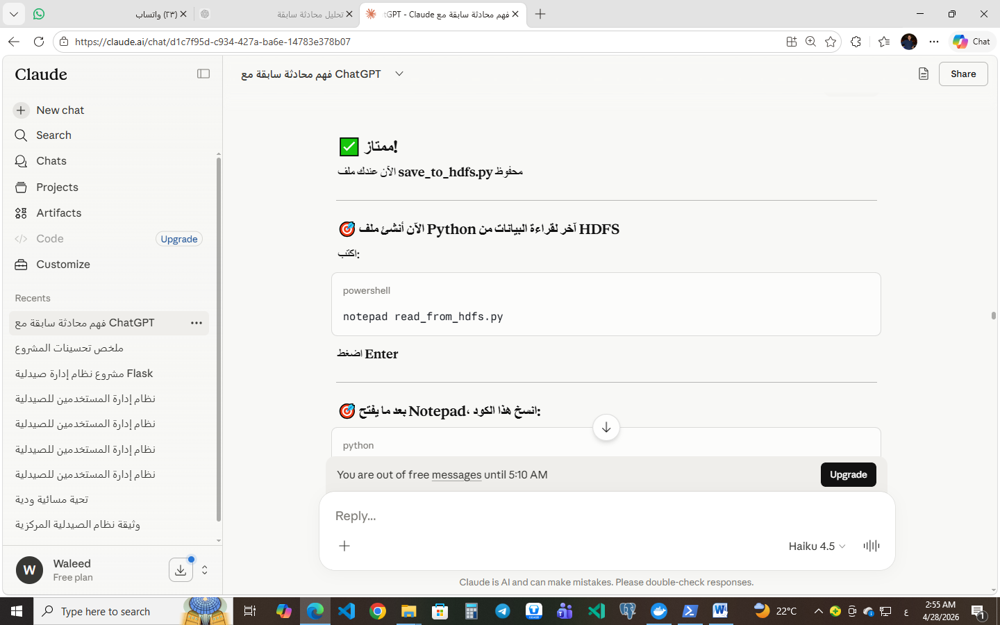 (٢٣) واتساب
تحليل محادثة سابقة
فهم محادثة سابقة مع tGPT - Claude
https://claude.ai/chat/d1c7f95d-c934-427a-ba6e-14783e378b07
Chat
Claude
New chat
Search
Chats
Projects
Artifacts
Code
Upgrade
Customize
Recents
فهم محادثة سابقة مع ChatGPT
ملخص تحسينات المشروع
مشروع نظام إدارة صيدلية Flask
نظام إدارة المستخدمين للصيدلية
نظام إدارة المستخدمين للصيدلية
نظام إدارة المستخدمين للصيدلية
نظام إدارة المستخدمين للصيدلية
تحية مسائية ودية
وثيقة نظام الصيدلية المركزية
W
Waleed
Free plan
فهم محادثة سابقة مع ChatGPT
Share
✅ ممتاز!
الآن عندك ملف save_to_hdfs.py محفوظ
🎯 الآن أنشئ ملف Python آخر لقراءة البيانات من HDFS
اكتب:
powershell
notepad read_from_hdfs.py
اضغط Enter
🎯 بعد ما يفتح Notepad، انسخ هذا الكود:
python
You are out of free messages until 5:10 AM
Upgrade
Reply...
Haiku 4.5
Claude is AI and can make mistakes. Please double-check responses.
Type here to search
22°C
ع
2:55 AM
4/28/2026
1